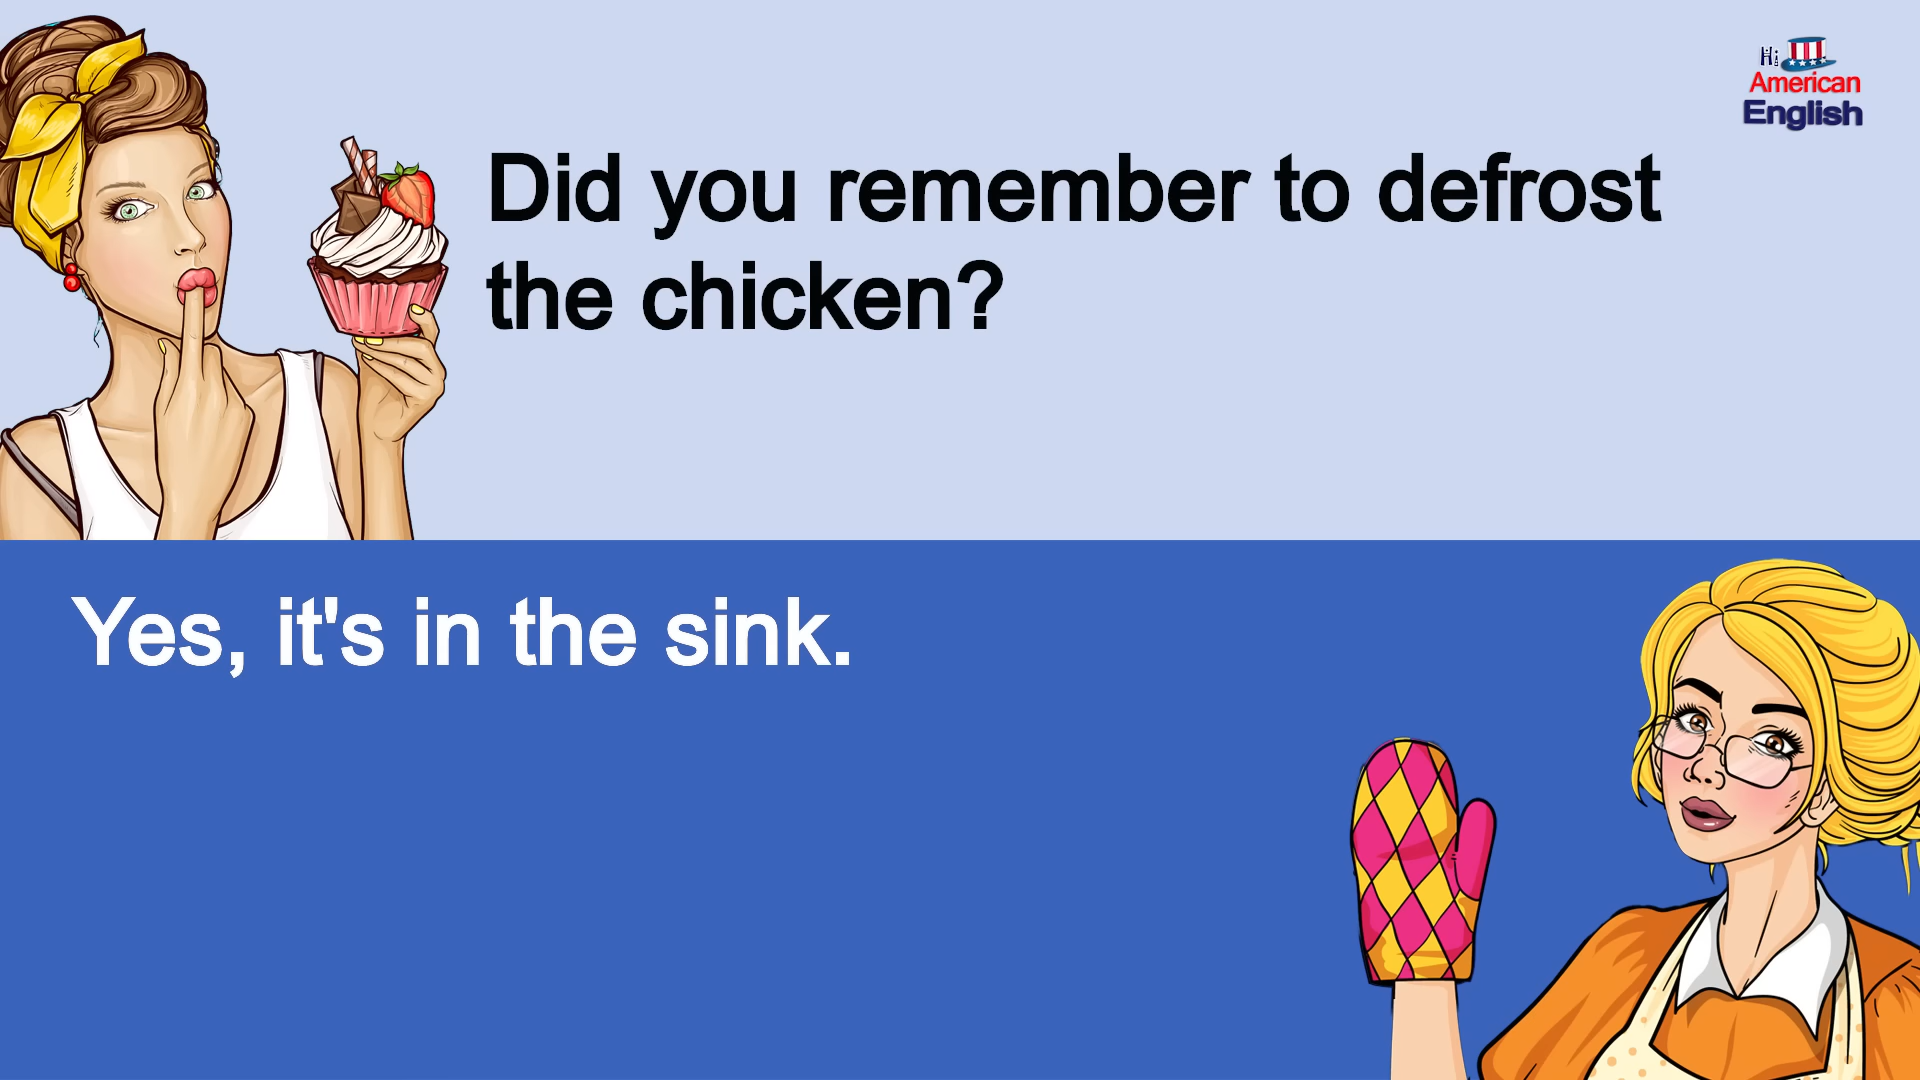 Hi
American
English
Did you remember to defrost
the chicken?
Yes, it's in the sink.